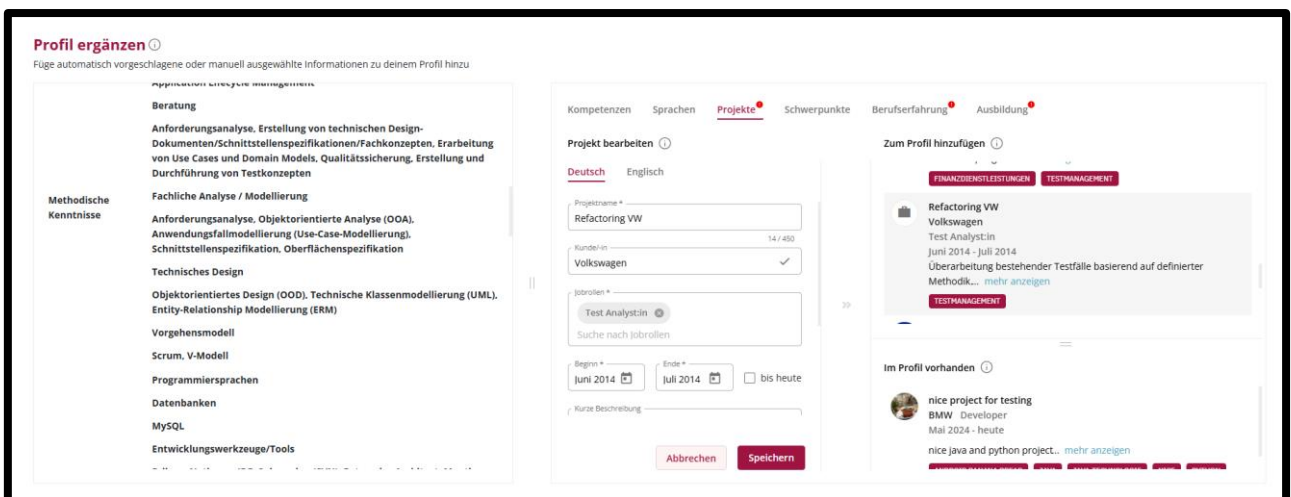 Profil ergänzen
Füge automatisch vorgeschlagene oder manuell ausgewählte Informationen zu deinem Profil hinzu
Application Lifecycle Management
Beratung
Anforderungsanalyse, Erstellung von technischen Design-
Dokumenten/Schnittstellenspezifikationen/Fachkonzepten, Erarbeitung
von Use Cases und Domain Models, Qualitätssicherung, Erstellung und
Durchführung von Testkonzepten
Methodische
Kenntnisse
Fachliche Analyse / Modellierung
Anforderungsanalyse, Objektorientierte Analyse (OOA),
Anwendungsfallmodellierung (Use-Case-Modellierung),
Schnittstellenspezifikation, Oberflächenspezifikation
Technisches Design
Objektorientiertes Design (OOD), Technische Klassenmodellierung (UML),
Entity-Relationship Modellierung (ERM)
Vorgehensmodell
Scrum, V-Modell
Programmiersprachen
Datenbanken
MySQL
Entwicklungswerkzeuge/Tools
Kompetenzen Sprachen Projekte Schwerpunkte Berufserfahrung Ausbildung
Projekt bearbeiten
Deutsch Englisch
Projektname *
Refactoring VW
14 / 450
Kunde/-in
Volkswagen
Jobrollen *
Test Analyst:in
Suche nach Jobrollen
Beginn *
Juni 2014
Ende *
Juli 2014
bis heute
Kurze Beschreibung
Abbrechen Speichern
Zum Profil hinzufügen
FINANZDIENSTLEISTUNGEN TESTMANAGEMENT
Refactoring VW
Volkswagen
Test Analyst:in
Juni 2014 - Juli 2014
Überarbeitung bestehender Testfälle basierend auf definierter
Methodik,... mehr anzeigen
TESTMANAGEMENT
Im Profil vorhanden
nice project for testing
BMW Developer
Mai 2024 - heute
nice java and python project... mehr anzeigen